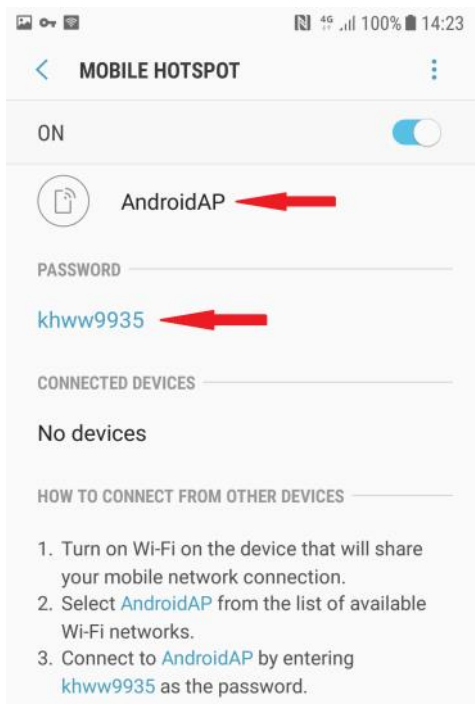 4G 100% 14:23
MOBILE HOTSPOT
ON
AndroidAP
PASSWORD
khww9935
CONNECTED DEVICES
No devices
HOW TO CONNECT FROM OTHER DEVICES
1. Turn on Wi-Fi on the device that will share
your mobile network connection.
2. Select AndroidAP from the list of available
Wi-Fi networks.
3. Connect to AndroidAP by entering
khww9935 as the password.